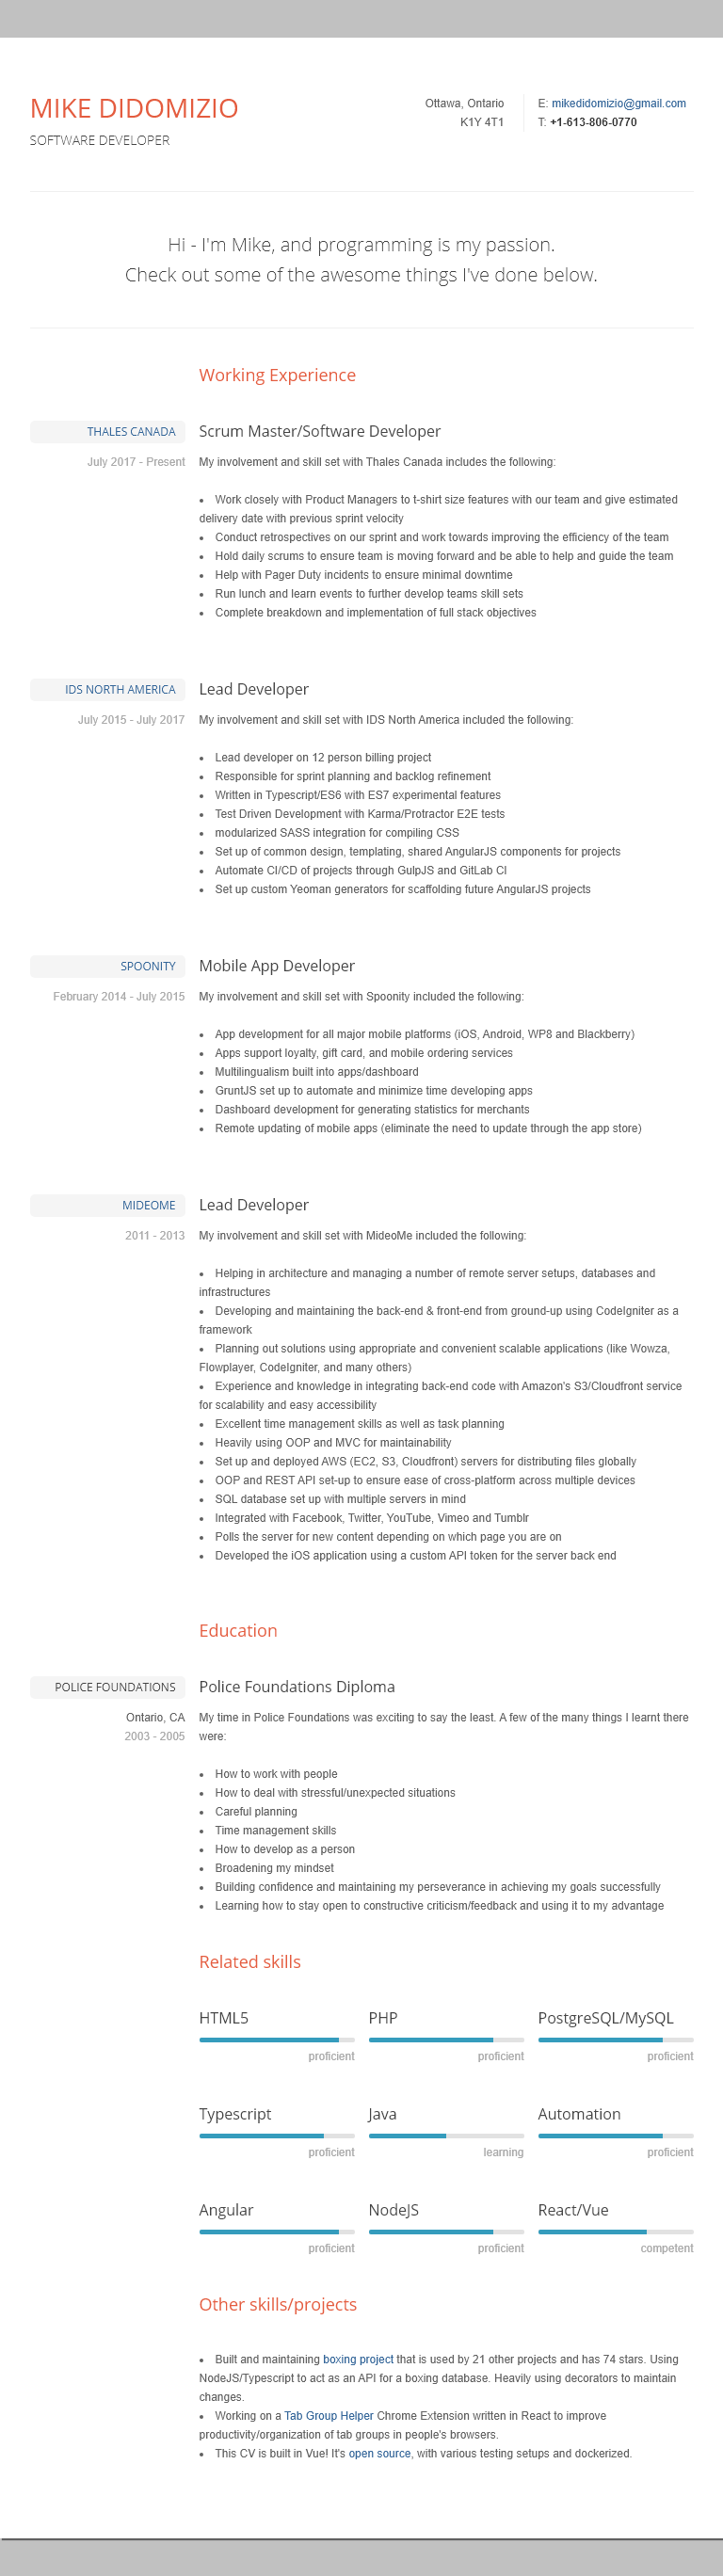 MIKE DIDOMIZIO
SOFTWARE DEVELOPER
Ottawa, Ontario
K1Y 4T1
E: mikedidomizio@gmail.com
T: +1-613-806-0770
Hi - I'm Mike, and programming is my passion.
Check out some of the awesome things I've done below.
Working Experience
THALES CANADA
July 2017 - Present
Scrum Master/Software Developer
My involvement and skill set with Thales Canada includes the following:
• Work closely with Product Managers to t-shirt size features with our team and give estimated
delivery date with previous sprint velocity
• Conduct retrospectives on our sprint and work towards improving the efficiency of the team
• Hold daily scrums to ensure team is moving forward and be able to help and guide the team
• Help with Pager Duty incidents to ensure minimal downtime
• Run lunch and learn events to further develop teams skill sets
• Complete breakdown and implementation of full stack objectives
IDS NORTH AMERICA
July 2015 - July 2017
Lead Developer
My involvement and skill set with IDS North America included the following:
• Lead developer on 12 person billing project
• Responsible for sprint planning and backlog refinement
• Written in Typescript/ES6 with ES7 experimental features
• Test Driven Development with Karma/Protractor E2E tests
• modularized SASS integration for compiling CSS
• Set up of common design, templating, shared AngularJS components for projects
• Automate CI/CD of projects through GulpJS and GitLab CI
• Set up custom Yeoman generators for scaffolding future AngularJS projects
SPOONITY
February 2014 - July 2015
Mobile App Developer
My involvement and skill set with Spoonity included the following:
• App development for all major mobile platforms (iOS, Android, WP8 and Blackberry)
• Apps support loyalty, gift card, and mobile ordering services
• Multilingualism built into apps/dashboard
• GruntJS set up to automate and minimize time developing apps
• Dashboard development for generating statistics for merchants
• Remote updating of mobile apps (eliminate the need to update through the app store)
MIDEOME
2011 - 2013
Lead Developer
My involvement and skill set with MideoMe included the following:
• Helping in architecture and managing a number of remote server setups, databases and
infrastructures
• Developing and maintaining the back-end & front-end from ground-up using CodeIgniter as a
framework
• Planning out solutions using appropriate and convenient scalable applications (like Wowza,
Flowplayer, CodeIgniter, and many others)
• Experience and knowledge in integrating back-end code with Amazon's S3/Cloudfront service
for scalability and easy accessibility
• Excellent time management skills as well as task planning
• Heavily using OOP and MVC for maintainability
• Set up and deployed AWS (EC2, S3, Cloudfront) servers for distributing files globally
• OOP and REST API set-up to ensure ease of cross-platform across multiple devices
• SQL database set up with multiple servers in mind
• Integrated with Facebook, Twitter, YouTube, Vimeo and Tumblr
• Polls the server for new content depending on which page you are on
• Developed the iOS application using a custom API token for the server back end
Education
POLICE FOUNDATIONS
Ontario, CA
2003 - 2005
Police Foundations Diploma
My time in Police Foundations was exciting to say the least. A few of the many things I learnt there
were:
• How to work with people
• How to deal with stressful/unexpected situations
• Careful planning
• Time management skills
• How to develop as a person
• Broadening my mindset
• Building confidence and maintaining my perseverance in achieving my goals successfully
• Learning how to stay open to constructive criticism/feedback and using it to my advantage
Related skills
HTML5
proficient
PHP
proficient
PostgreSQL/MySQL
proficient
Typescript
proficient
Java
learning
Automation
proficient
Angular
proficient
NodeJS
proficient
React/Vue
competent
Other skills/projects
• Built and maintaining boxing project that is used by 21 other projects and has 74 stars. Using
NodeJS/Typescript to act as an API for a boxing database. Heavily using decorators to maintain
changes.
• Working on a Tab Group Helper Chrome Extension written in React to improve
productivity/organization of tab groups in people's browsers.
• This CV is built in Vue! It's open source, with various testing setups and dockerized.